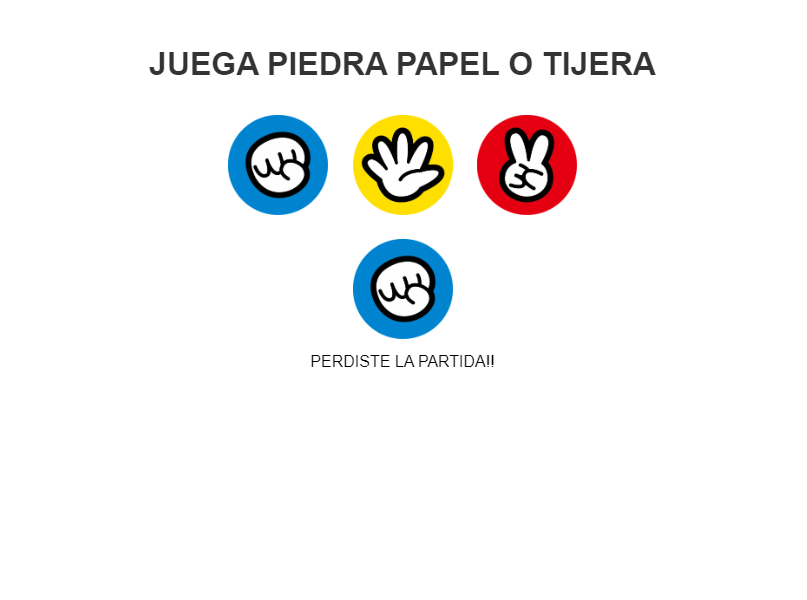 JUEGA PIEDRA PAPEL O TIJERA
PERDISTE LA PARTIDA!!